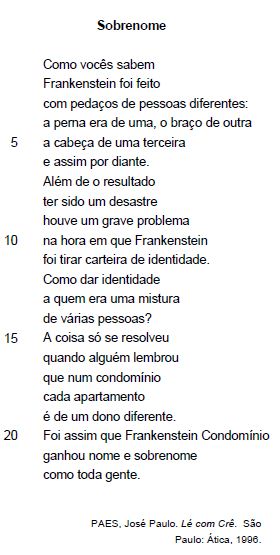 Sobrenome
Como vocês sabem
Frankenstein foi feito
com pedaços de pessoas diferentes:
a perna era de uma, o braço de outra
5 a cabeça de uma terceira
e assim por diante.
Além de o resultado
ter sido um desastre
houve um grave problema
10 na hora em que Frankenstein
foi tirar carteira de identidade.
Como dar identidade
a quem era uma mistura
de várias pessoas?
15 A coisa só se resolveu
quando alguém lembrou
que num condomínio
cada apartamento
é de um dono diferente.
20 Foi assim que Frankenstein Condomínio
ganhou nome e sobrenome
como toda gente.
PAES, José Paulo. Lé com Crê. São
Paulo: Ática, 1996.